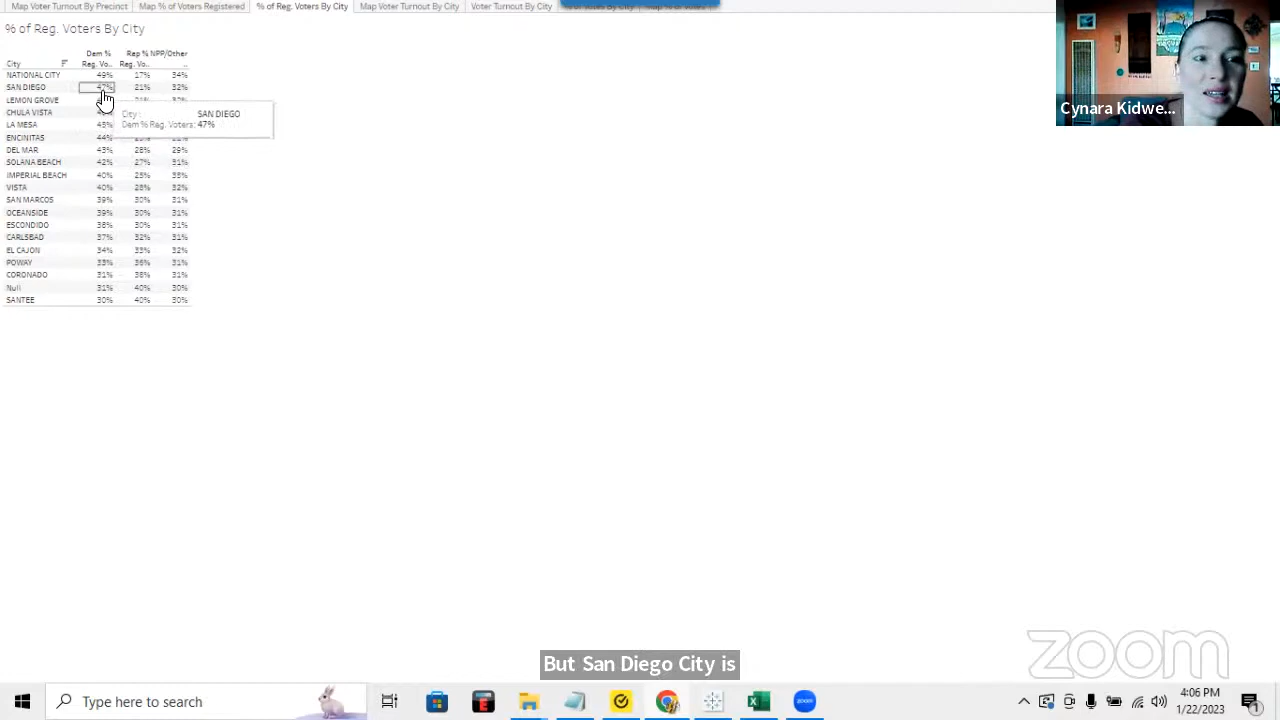 Map Voter Turnout By Precinct Map % of Voters Registered % of Reg. Voters By City Map Voter Turnout By City Voter Turnout By City
% of Reg. Voters By City
Dem % Rep % NPP/Other
City Reg. Vo.. Reg. Vo.. ..
NATIONAL CITY 49% 17% 34%
SAN DIEGO 47% 21% 32%
LEMON GROVE
CHULA VISTA
LA MESA 45%
ENCINITAS 44%
DEL MAR 43% 28% 29%
SOLANA BEACH 42% 27% 31%
IMPERIAL BEACH 40%
VISTA 40% 28% 32%
SAN MARCOS 39% 30% 31%
OCEANSIDE 39% 30% 31%
ESCONDIDO 30% 31%
CARLSBAD 37% 32% 31%
EL CAJON 34% 33% 32%
POWAY 33% 36% 31%
CORONADO 31% 31%
Null 31% 40% 30%
SANTEE 30% 40% 30%
City: SAN DIEGO
Dem % Reg. Voters: 47%
Cynara Kidwe...
But San Diego City is
zoom
Type here to search
4:06 PM
1/22/2023